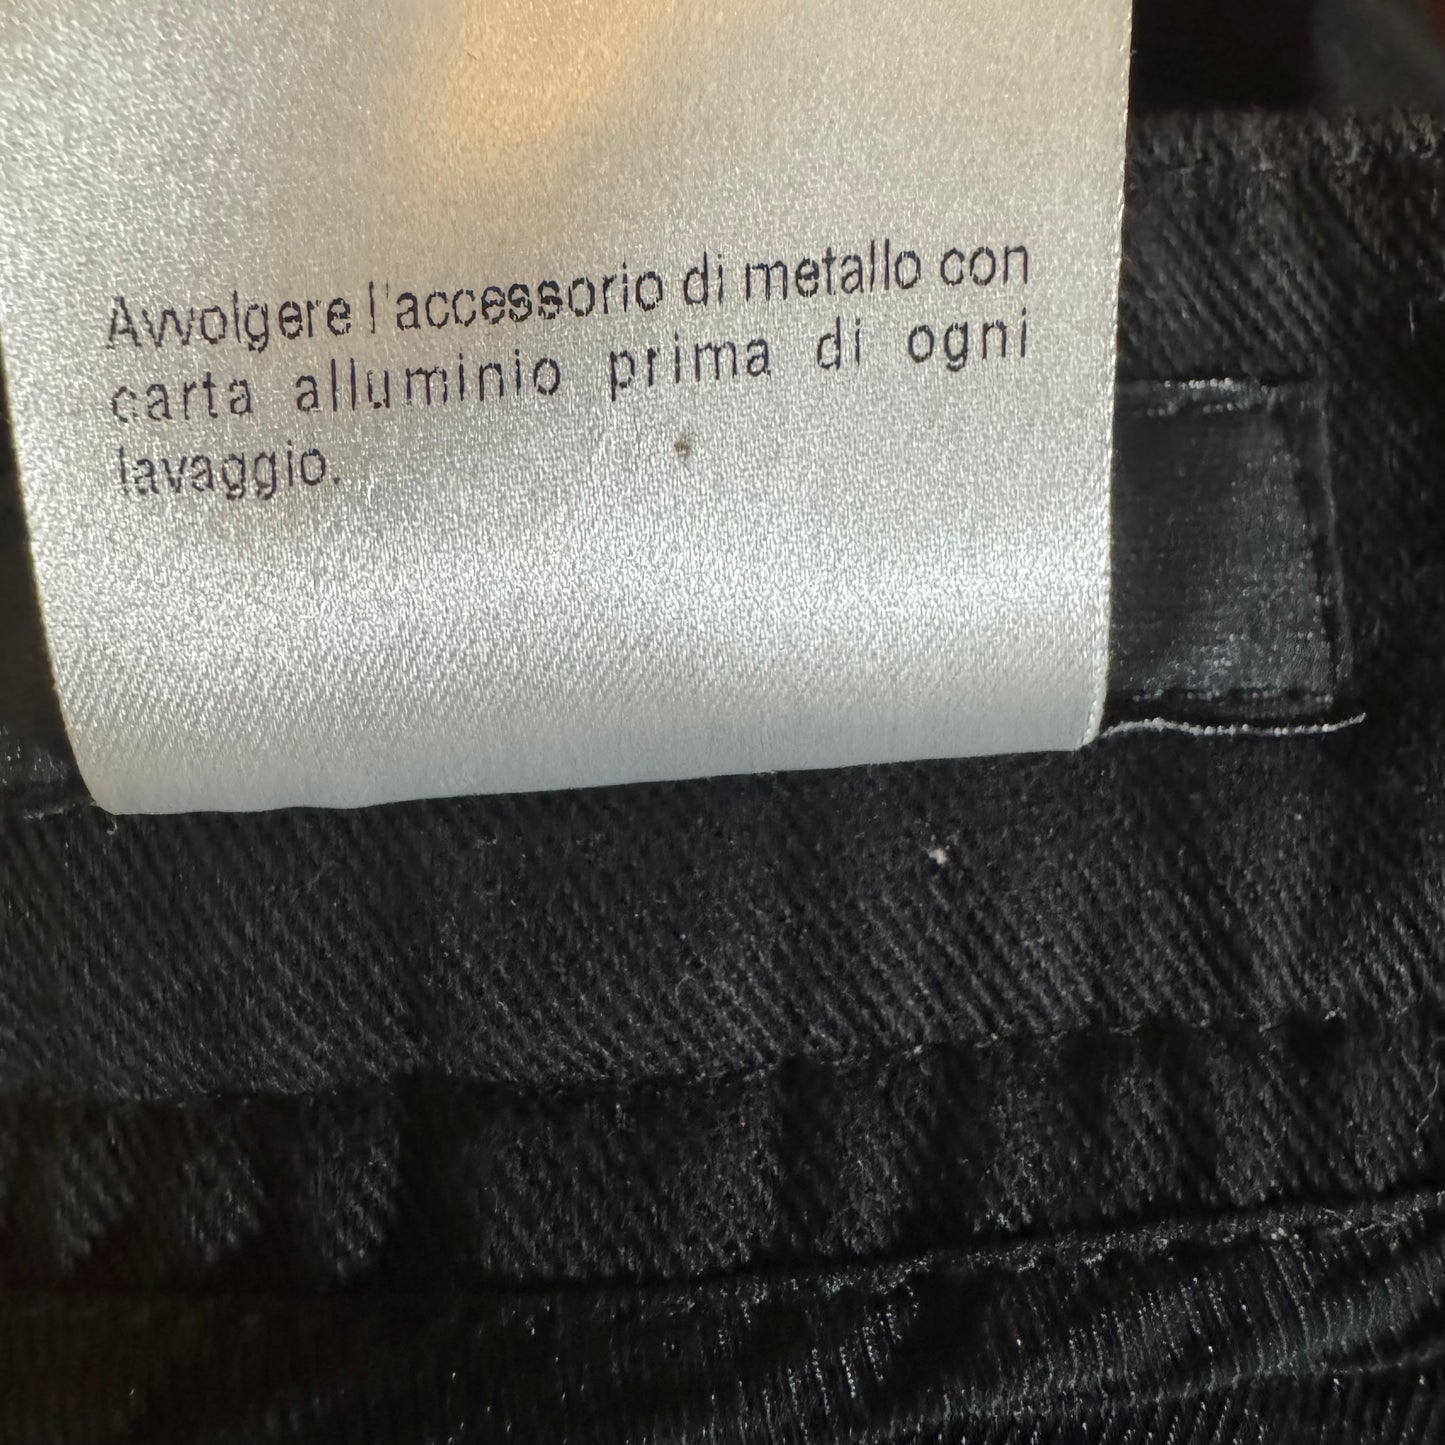 Avvolgere l'accessorio di metallo con
carta alluminio prima di ogni
lavaggio.